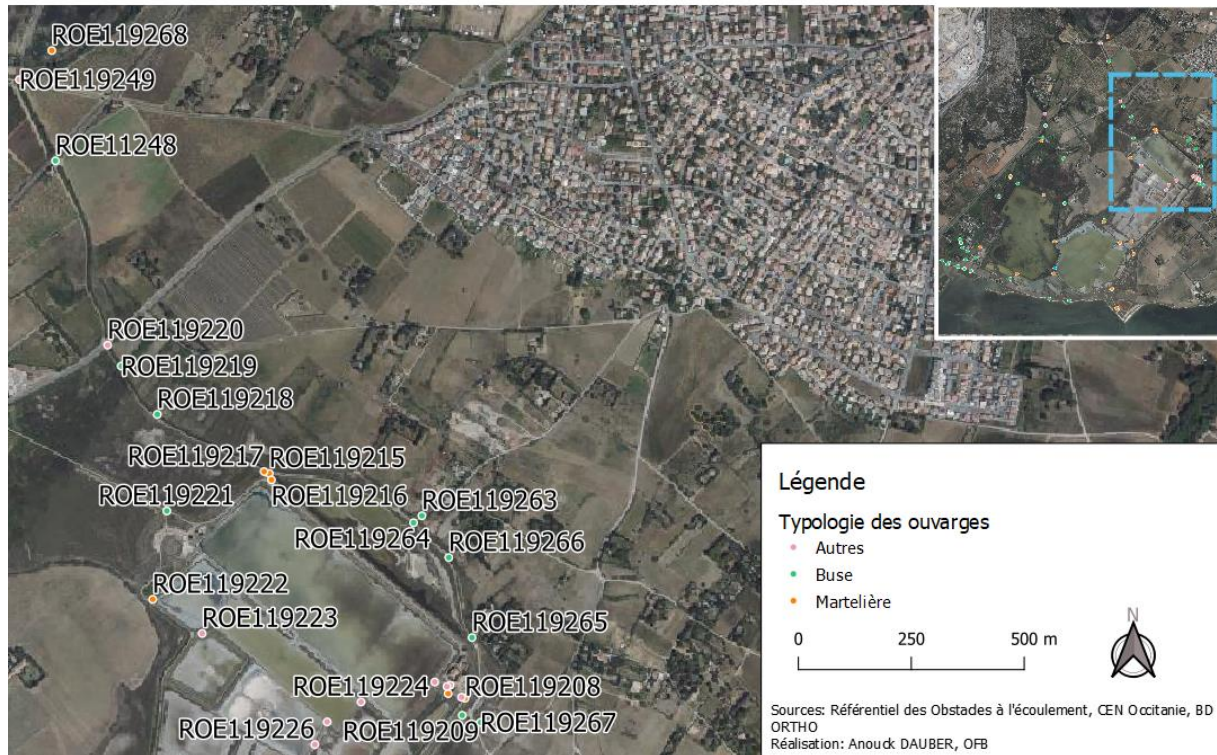 ROE119268
ROE119249
ROE11248
ROE119220
ROE119219
ROE119218
ROE119217
ROE119215
ROE119216
ROE119221
ROE119263
ROE119264
ROE119266
ROE119222
ROE119223
ROE119265
ROE119224
ROE119208
ROE119226
ROE119209
ROE119267
Légende
Typologie des ouvarges
Autres
Buse
Martelière
0 250 500 m
N
Sources: Référentiel des Obstacles à l'écoulement, CEN Occitanie, BD
ORTHO
Réalisation: Anouck DAUBER, OFB